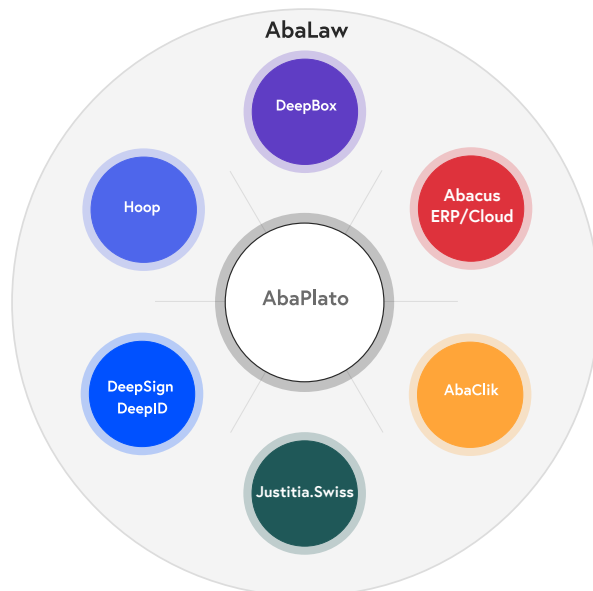 AbaLaw
DeepBox
Hoop
Abacus
ERP/Cloud
AbaPlato
DeepSign
DeepID
AbaClik
Justitia.Swiss